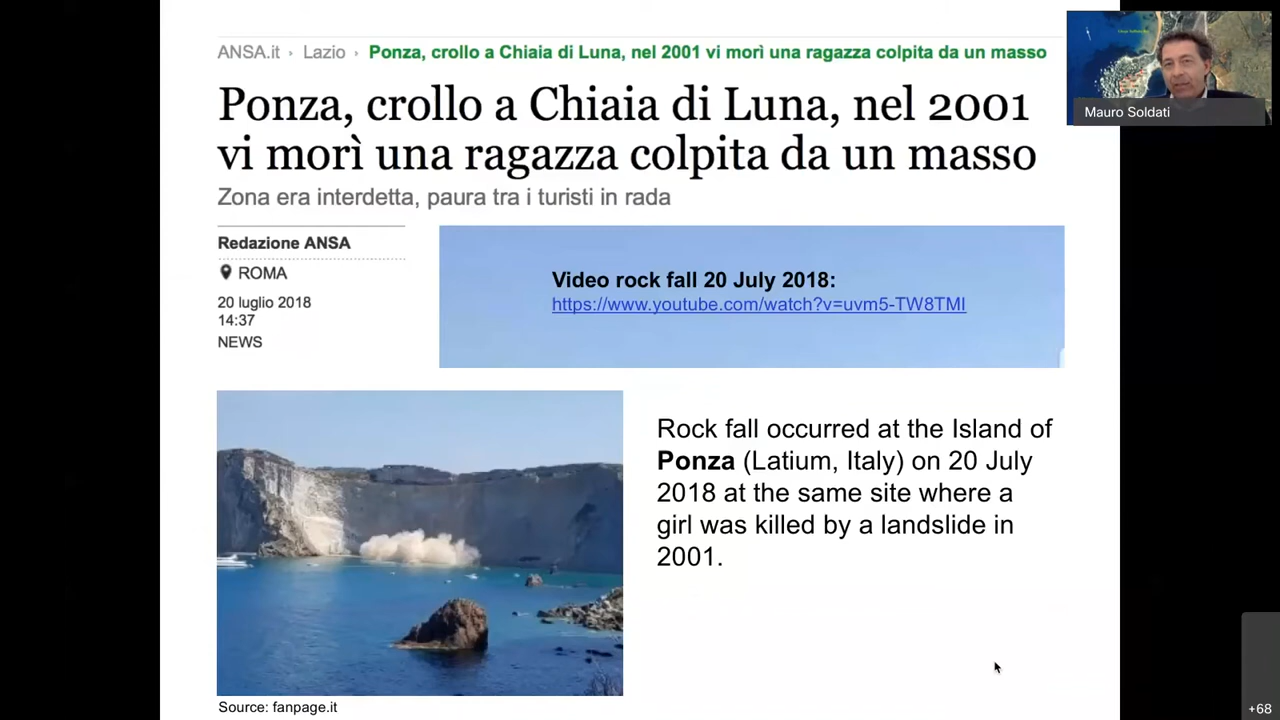 ANSA.it › Lazio › Ponza, crollo a Chiaia di Luna, nel 2001 vi morì una ragazza colpita da un masso
Ponza, crollo a Chiaia di Luna, nel 2001
vi morì una ragazza colpita da un masso
Zona era interdetta, paura tra i turisti in rada
Redazione ANSA
ROMA
20 luglio 2018
14:37
NEWS
Video rock fall 20 July 2018:
https://www.youtube.com/watch?v=uvm5-TW8TMI
Rock fall occurred at the Island of
Ponza (Latium, Italy) on 20 July
2018 at the same site where a
girl was killed by a landslide in
2001.
Source: fanpage.it
Mauro Soldati
+68